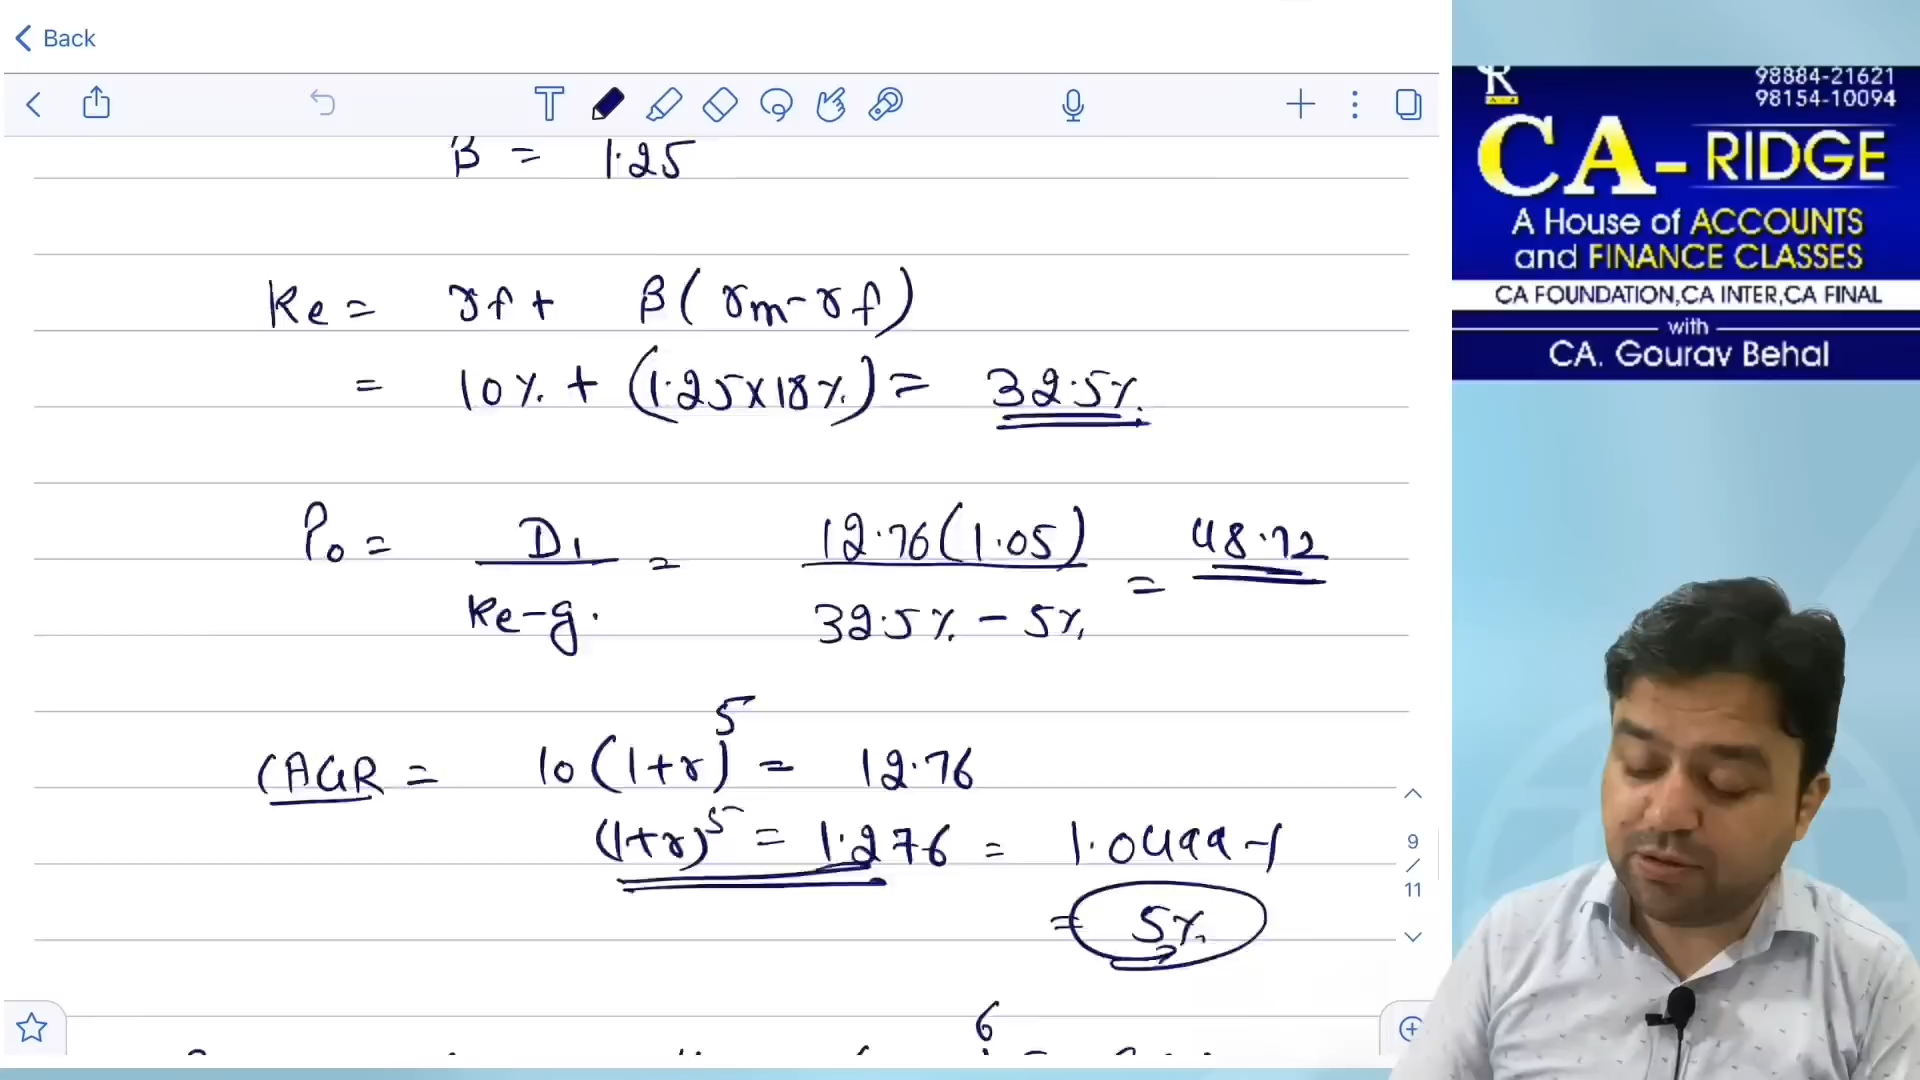 Back
98884-21621
98154-10094
CA-RIDGE
A House of ACCOUNTS
and FINANCE CLASSES
CA FOUNDATION,CA INTER,CA FINAL
with
CA. Gourav Behal
β = 1.25
Ke = rf + β(rm-rf)
= 10% + (1.25x18%) = 32.5%
P0 = D1 / Ke-g. = 12.76(1.05) / 32.5% - 5% = 48.72
CAGR = 10(1+r)^5 = 12.76
(1+r)^5 = 1.276 = 1.0499-1
= 5%
6
9
/
11